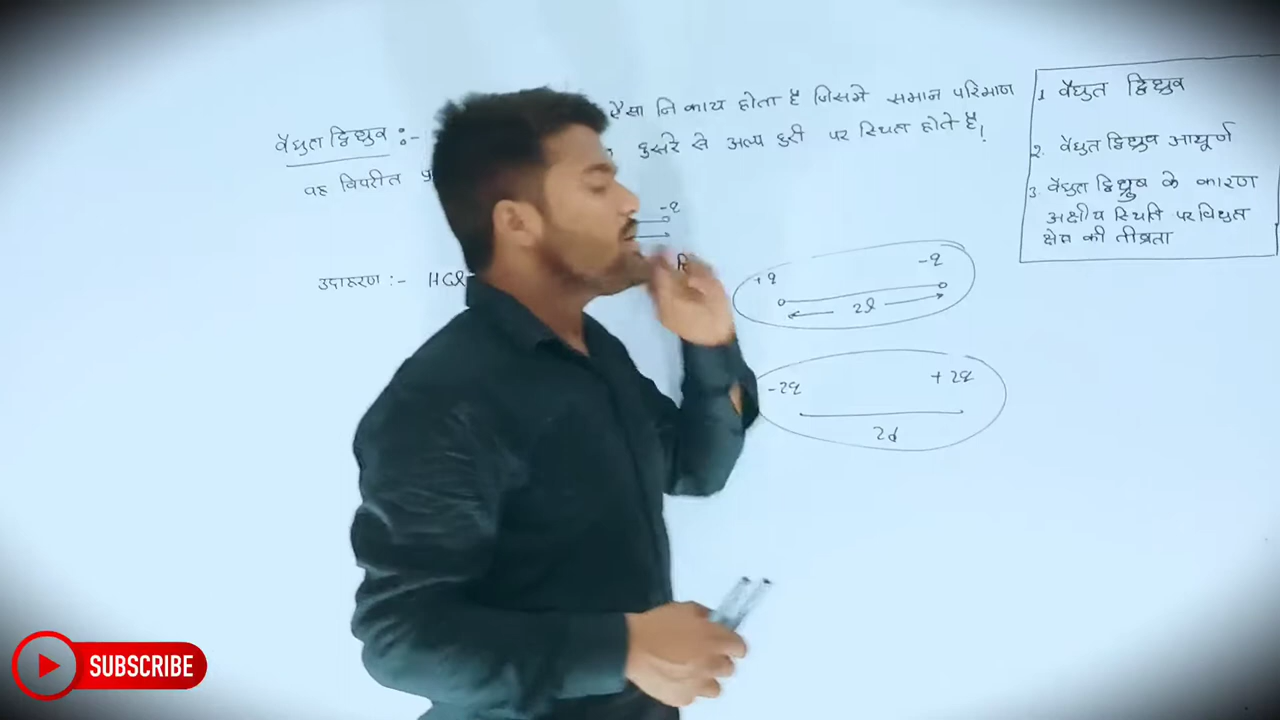 वैधुत द्विध्रुव :-
ऐसा निकाय होता है जिसमे समान परिमाण
वह विपरीत
दुसरे से अल्प दुरी पर स्थित होते है!
-q
उदाहरण :- HCl
+q -q
2l
-2q +2q
2d
1 वैधुत द्विध्रुव
2. वैधुत द्विध्रुव आघूर्ण
3. वैधुत द्विध्रुव के कारण
अक्षीय स्थिति पर विधुत
क्षेत्र की तीव्रता
SUBSCRIBE